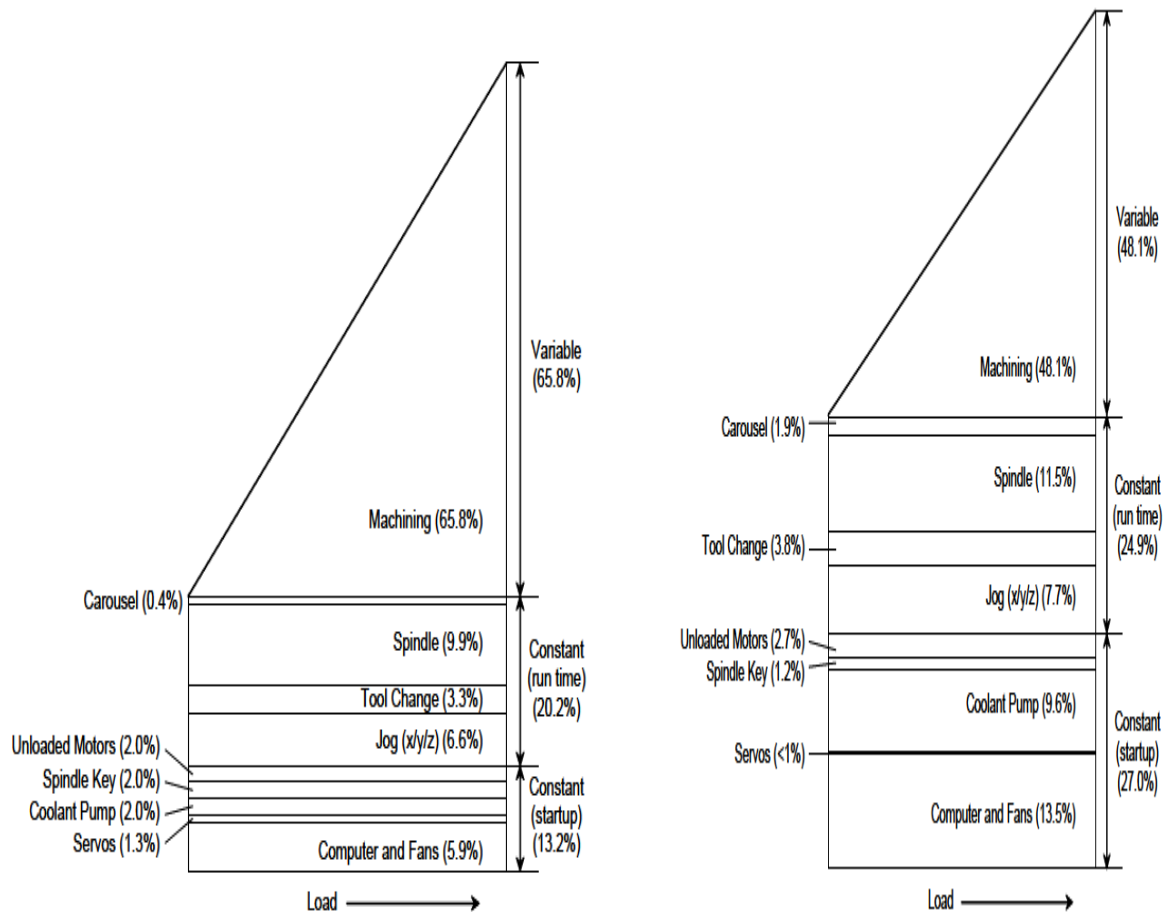 Variable
(65.8%)
Machining (65.8%)
Carousel (0.4%)
Spindle (9.9%)
Constant
(run time)
(20.2%)
Tool Change (3.3%)
Jog (x/y/z) (6.6%)
Unloaded Motors (2.0%)
Spindle Key (2.0%)
Coolant Pump (2.0%)
Servos (1.3%)
Constant
(startup)
(13.2%)
Computer and Fans (5.9%)
Load
Variable
(48.1%)
Machining (48.1%)
Carousel (1.9%)
Spindle (11.5%)
Constant
(run time)
(24.9%)
Tool Change (3.8%)
Jog (x/y/z) (7.7%)
Unloaded Motors (2.7%)
Spindle Key (1.2%)
Coolant Pump (9.6%)
Constant
(startup)
(27.0%)
Servos (<1%)
Computer and Fans (13.5%)
Load